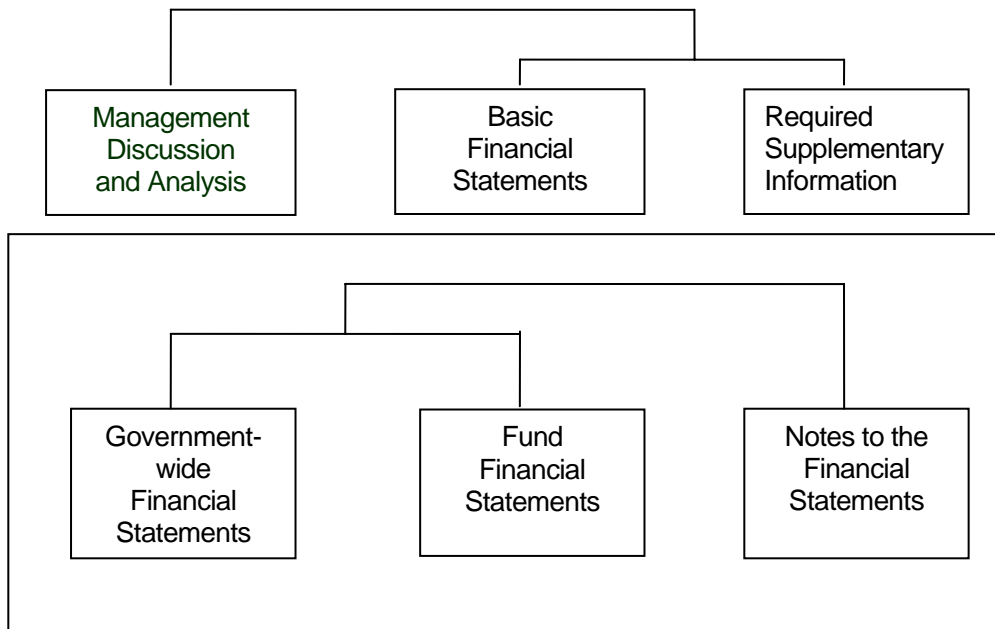 Management
Discussion
and Analysis
Basic
Financial
Statements
Required
Supplementary
Information
Government-
wide
Financial
Statements
Fund
Financial
Statements
Notes to the
Financial
Statements